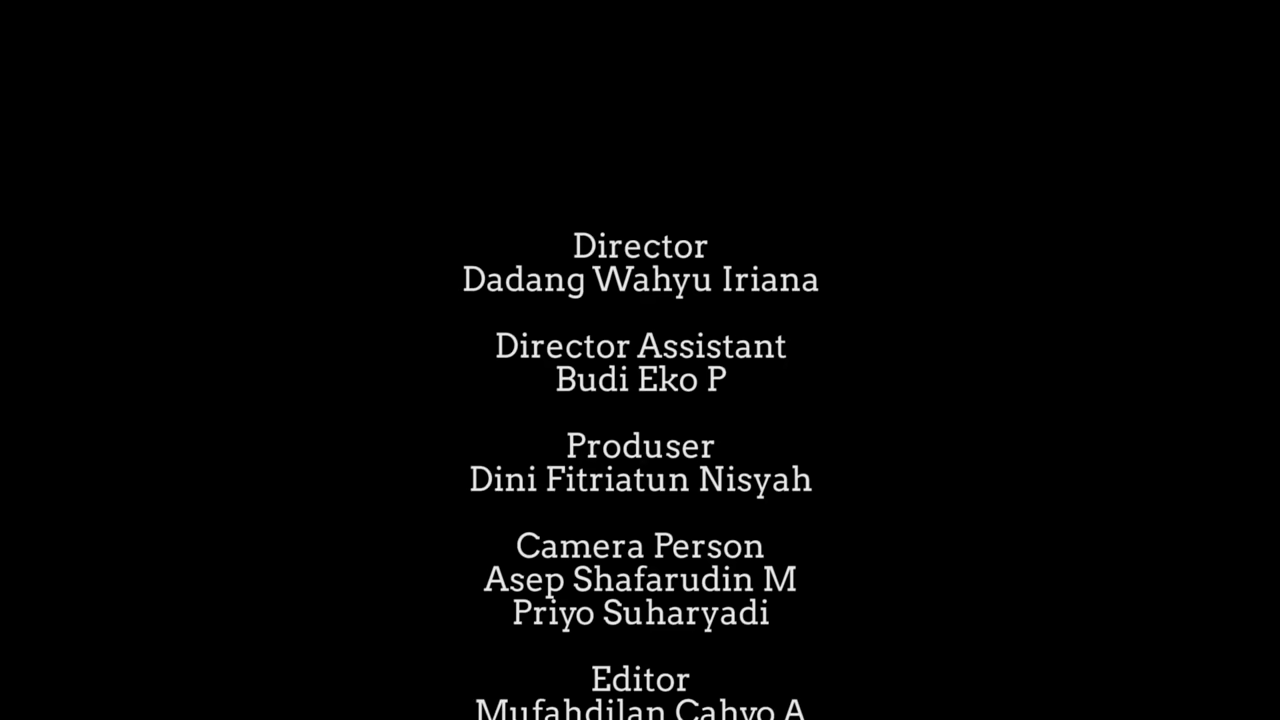 Director
Dadang Wahyu Iriana
Director Assistant
Budi Eko P
Produser
Dini Fitriatun Nisyah
Camera Person
Asep Shafarudin M
Priyo Suharyadi
Editor
Mufahdilan Cahyo A